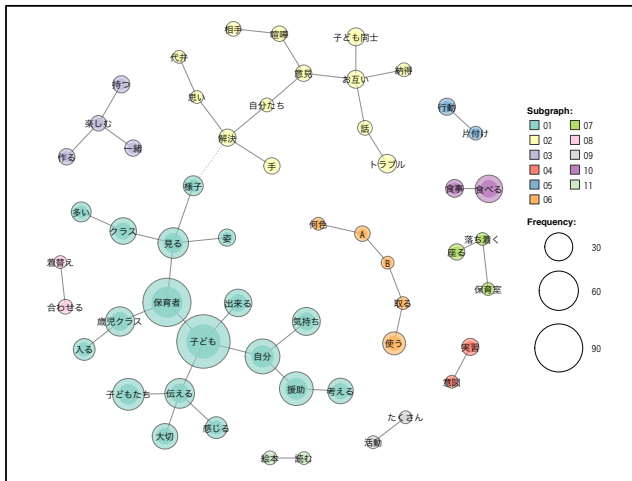 相手
喧嘩
子ども同士
代弁
意見
お互い
納得
持つ
思い
自分たち
行動
楽しむ
話
片付け
作る
一緒
解決
手
トラブル
様子
食事
食べる
多い
クラス
見る
姿
何色
A
落ち着く
座る
着替え
B
合わせる
保育者
出来る
取る
保育室
歳児クラス
気持ち
入る
子ども
自分
使う
実習
子どもたち
伝える
援助
考える
意図
大切
感じる
たくさん
絵本
読む
活動
Subgraph:
01
02
03
04
05
06
07
08
09
10
11
Frequency:
30
60
90